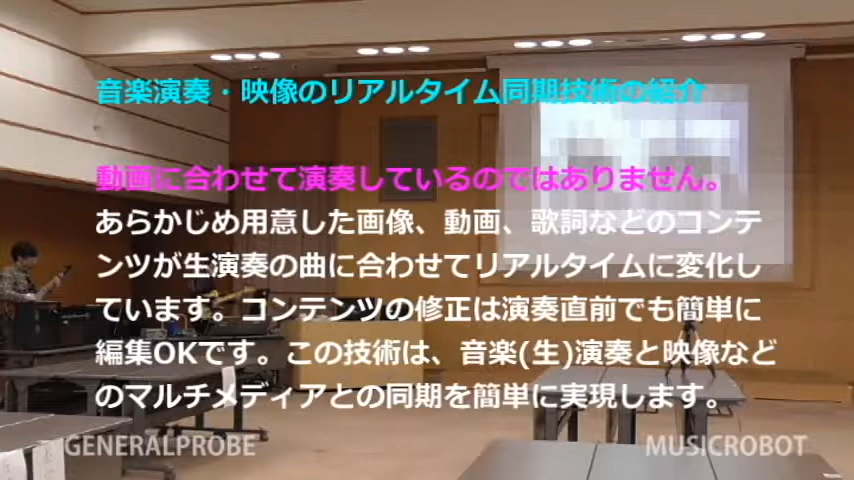 音楽演奏・映像のリアルタイム同期技術の紹介
動画に合わせて演奏しているのではありません。
あらかじめ用意した画像、動画、歌詞などのコンテ
ンツが生演奏の曲に合わせてリアルタイムに変化し
ています。コンテンツの修正は演奏直前でも簡単に
編集OKです。この技術は、音楽(生)演奏と映像など
のマルチメディアとの同期を簡単に実現します。
GENERALPROBE
MUSICROBOT